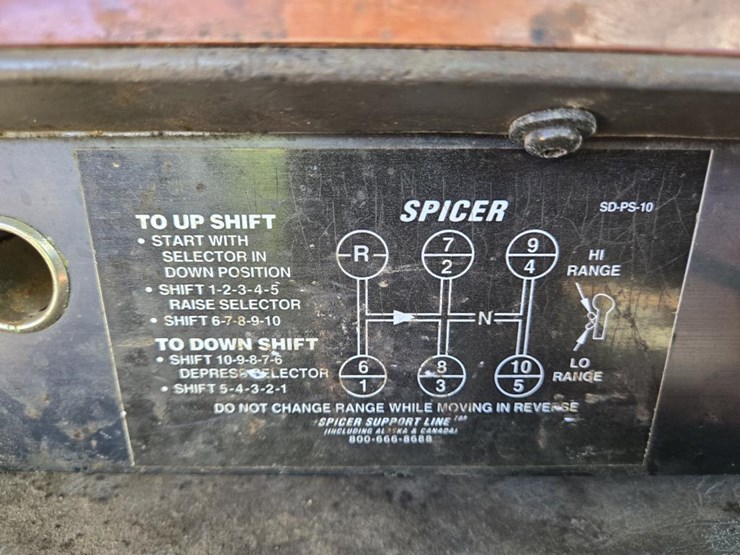 SPICER
SD-PS-10
TO UP SHIFT
• START WITH
SELECTOR IN
DOWN POSITION
• SHIFT 1-2-3-4-5
RAISE SELECTOR
• SHIFT 6-7-8-9-10
TO DOWN SHIFT
• SHIFT 10-9-8-7-6
DEPRESS SELECTOR
• SHIFT 5-4-3-2-1
R
7
2
9
4
N
6
1
8
3
10
5
HI
RANGE
LO
RANGE
DO NOT CHANGE RANGE WHILE MOVING IN REVERSE
SPICER SUPPORT LINE
(INCLUDING ALASKA & CANADA)
800-666-8688